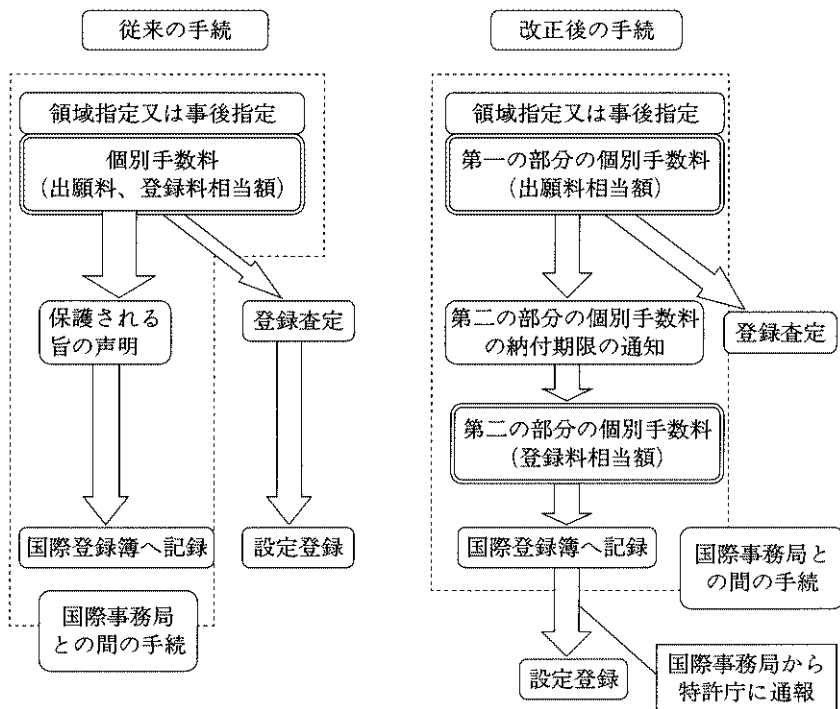 従来の手続
領域指定又は事後指定
個別手数料
(出願料、登録料相当額)
保護される
旨の声明
登録査定
国際登録簿へ記録
設定登録
国際事務局
との間の手続
改正後の手続
領域指定又は事後指定
第一の部分の個別手数料
(出願料相当額)
第二の部分の個別手数料
の納付期限の通知
登録査定
第二の部分の個別手数料
(登録料相当額)
国際登録簿へ記録
国際事務局と
の間の手続
設定登録
国際事務局から
特許庁に通報